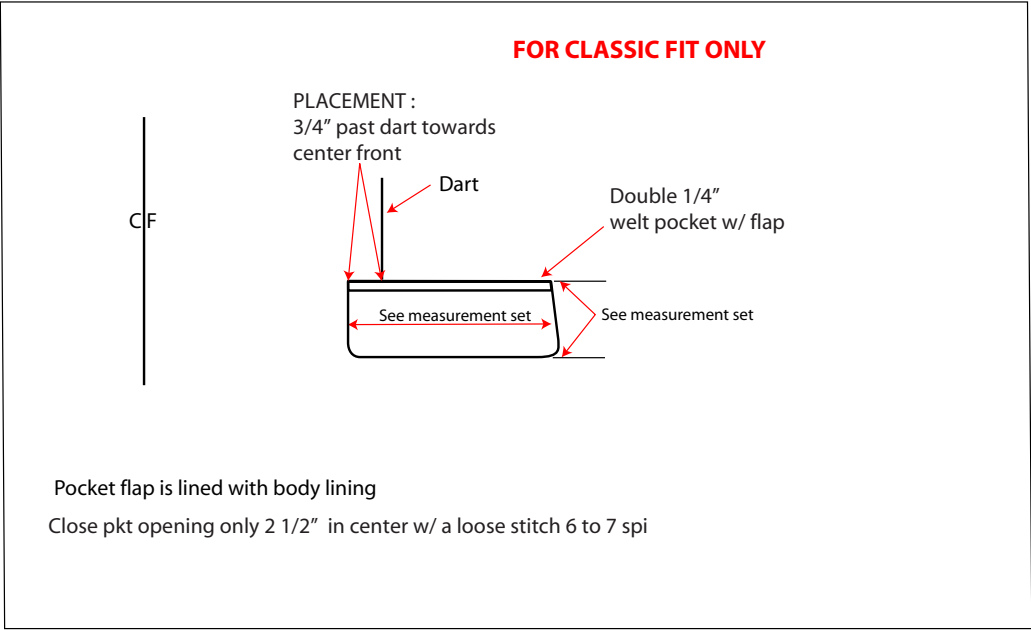 FOR CLASSIC FIT ONLY
PLACEMENT :
3/4” past dart towards
center front
Dart
Double 1/4”
welt pocket w/ flap
CF
See measurement set
See measurement set
Pocket flap is lined with body lining
Close pkt opening only 2 1/2” in center w/ a loose stitch 6 to 7 spi